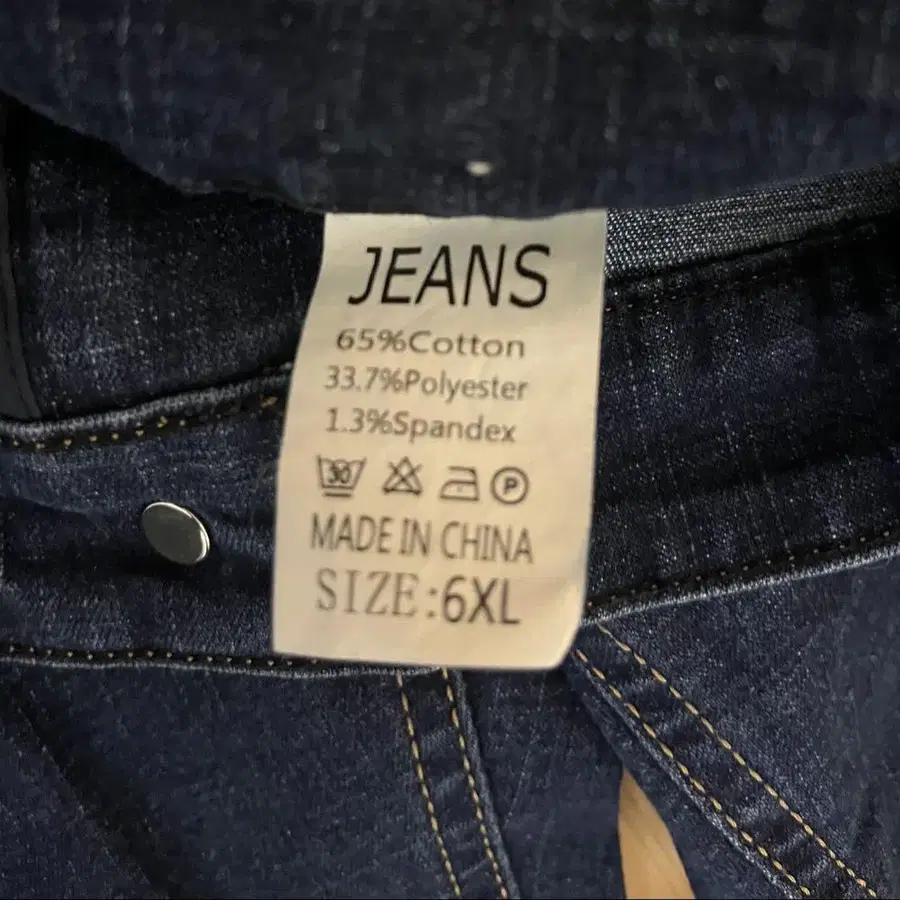 JEANS
65%Cotton
33.7%Polyester
1.3%Spandex
30 P
MADE IN CHINA
SIZE:6XL